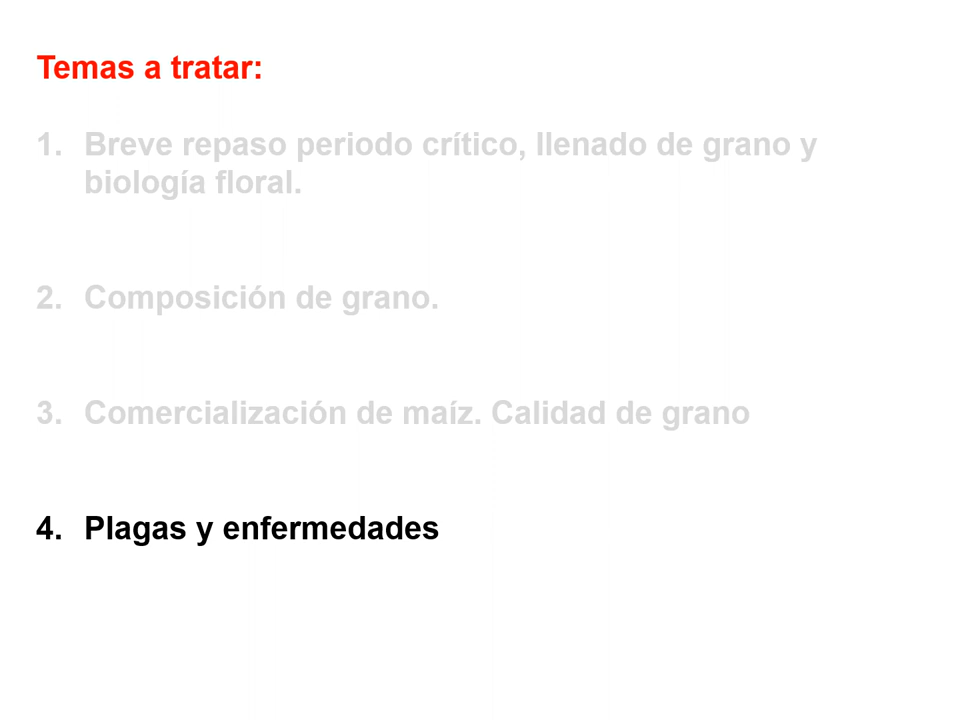 Temas a tratar:
1. Breve repaso periodo crítico, llenado de grano y
biología floral.
2. Composición de grano.
3. Comercialización de maíz. Calidad de grano
4. Plagas y enfermedades